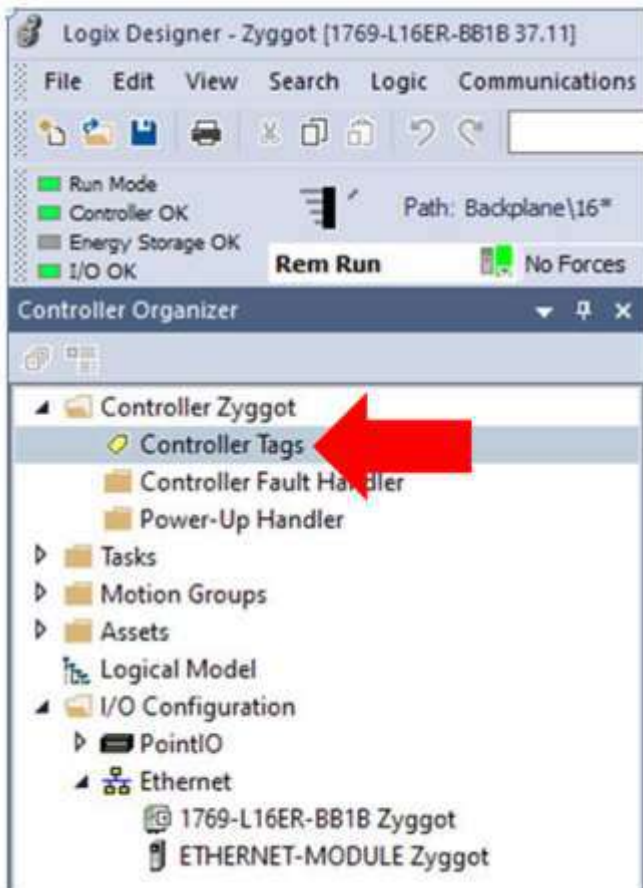 Logix Designer - Zyggot [1769-L16ER-BB1B 37.11]
File Edit View Search Logic Communications
Run Mode
Controller OK
Energy Storage OK
I/O OK
Path: Backplane\16*
Rem Run
No Forces
Controller Organizer
Controller Zyggot
Controller Tags
Controller Fault Handler
Power-Up Handler
Tasks
Motion Groups
Assets
Logical Model
I/O Configuration
PointIO
Ethernet
1769-L16ER-BB1B Zyggot
ETHERNET-MODULE Zyggot